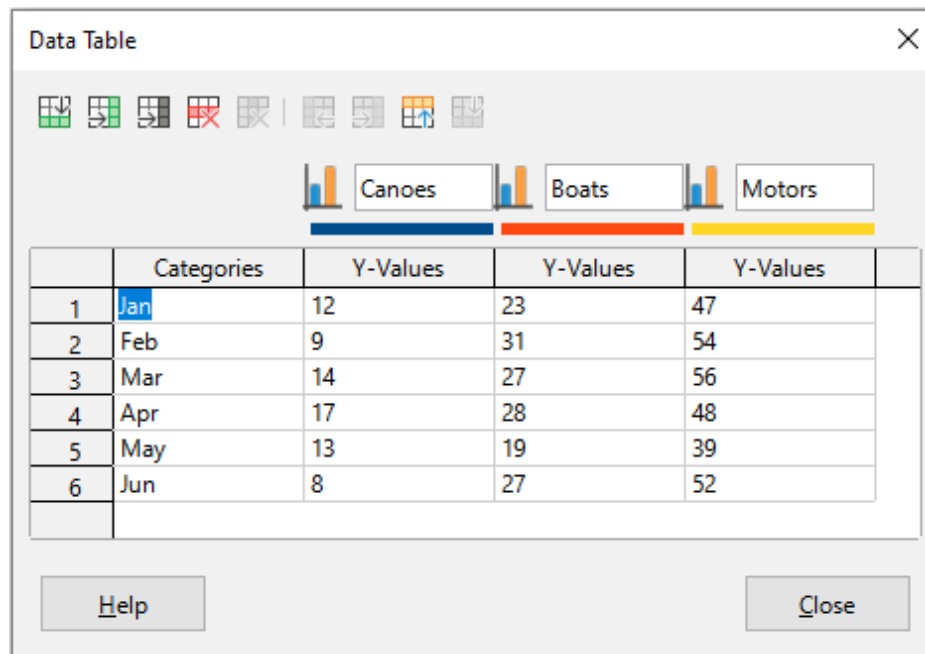 Data Table
Canoes Boats Motors
Categories Y-Values Y-Values Y-Values
1 Jan 12 23 47
2 Feb 9 31 54
3 Mar 14 27 56
4 Apr 17 28 48
5 May 13 19 39
6 Jun 8 27 52
Help Close